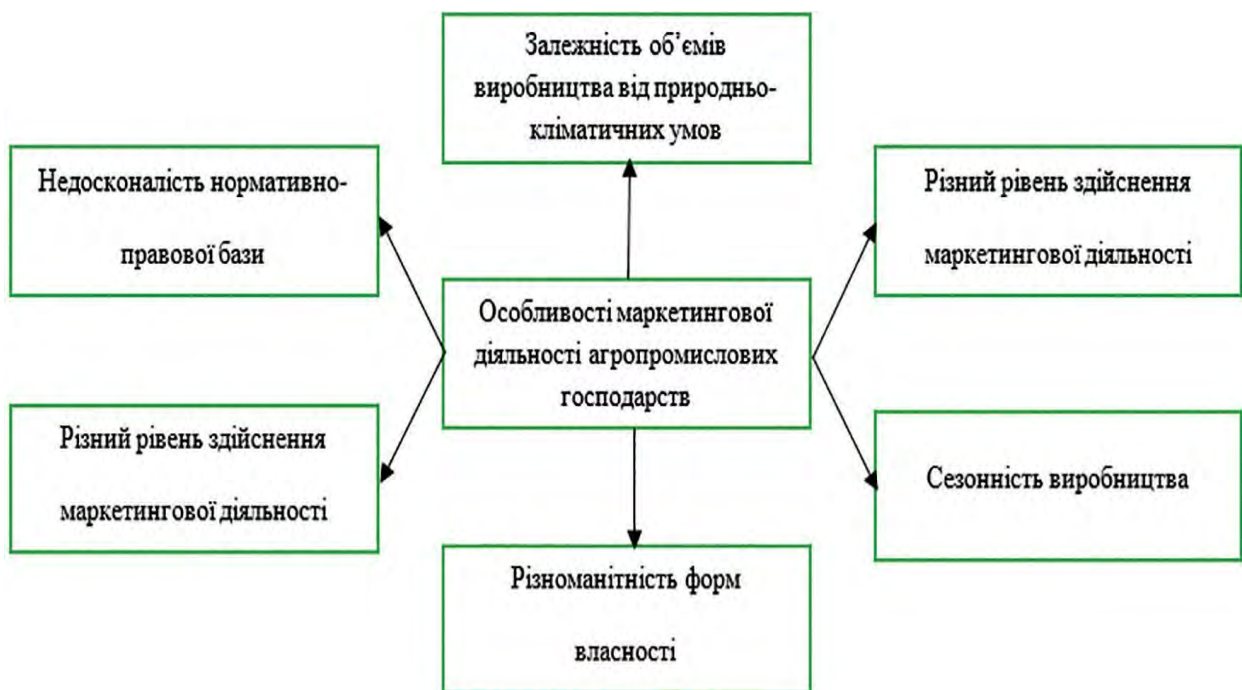 Залежність об’ємів
виробництва від природньо-
кліматичних умов
Недосконалість нормативно-
правової бази
Різний рівень здійснення
маркетингової діяльності
Особливості маркетингової
діяльності агропромислових
господарств
Різний рівень здійснення
маркетингової діяльності
Сезонність виробництва
Різноманітність форм
власності